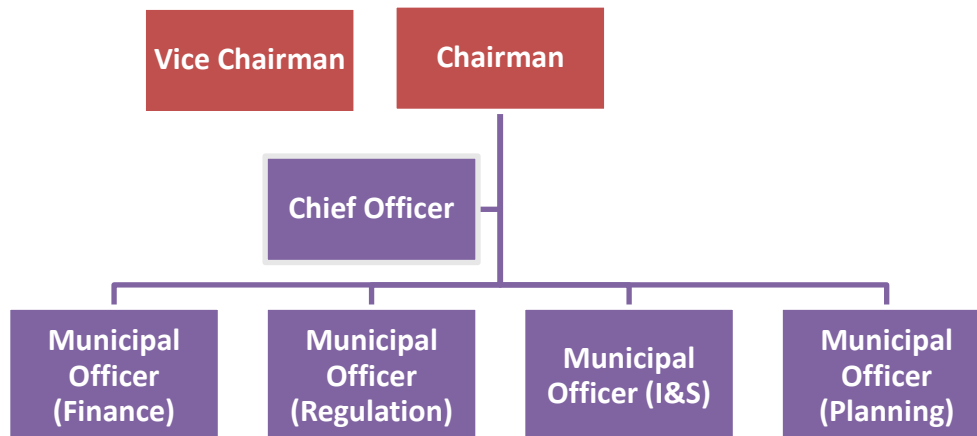 Vice Chairman
Chairman
Chief Officer
Municipal
Officer
(Finance)
Municipal
Officer
(Regulation)
Municipal
Officer (I&S)
Municipal
Officer
(Planning)